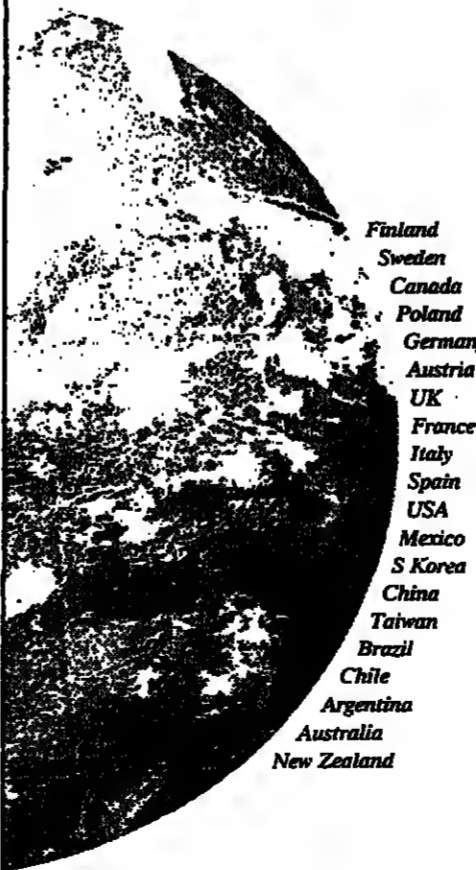 Finland
Sweden
Canada
Poland
German
Austria
UK
France
Italy
Spain
USA
Mexico
S Korea
China
Taiwan
Brazil
Chile
Argentina
Australia
New Zealand